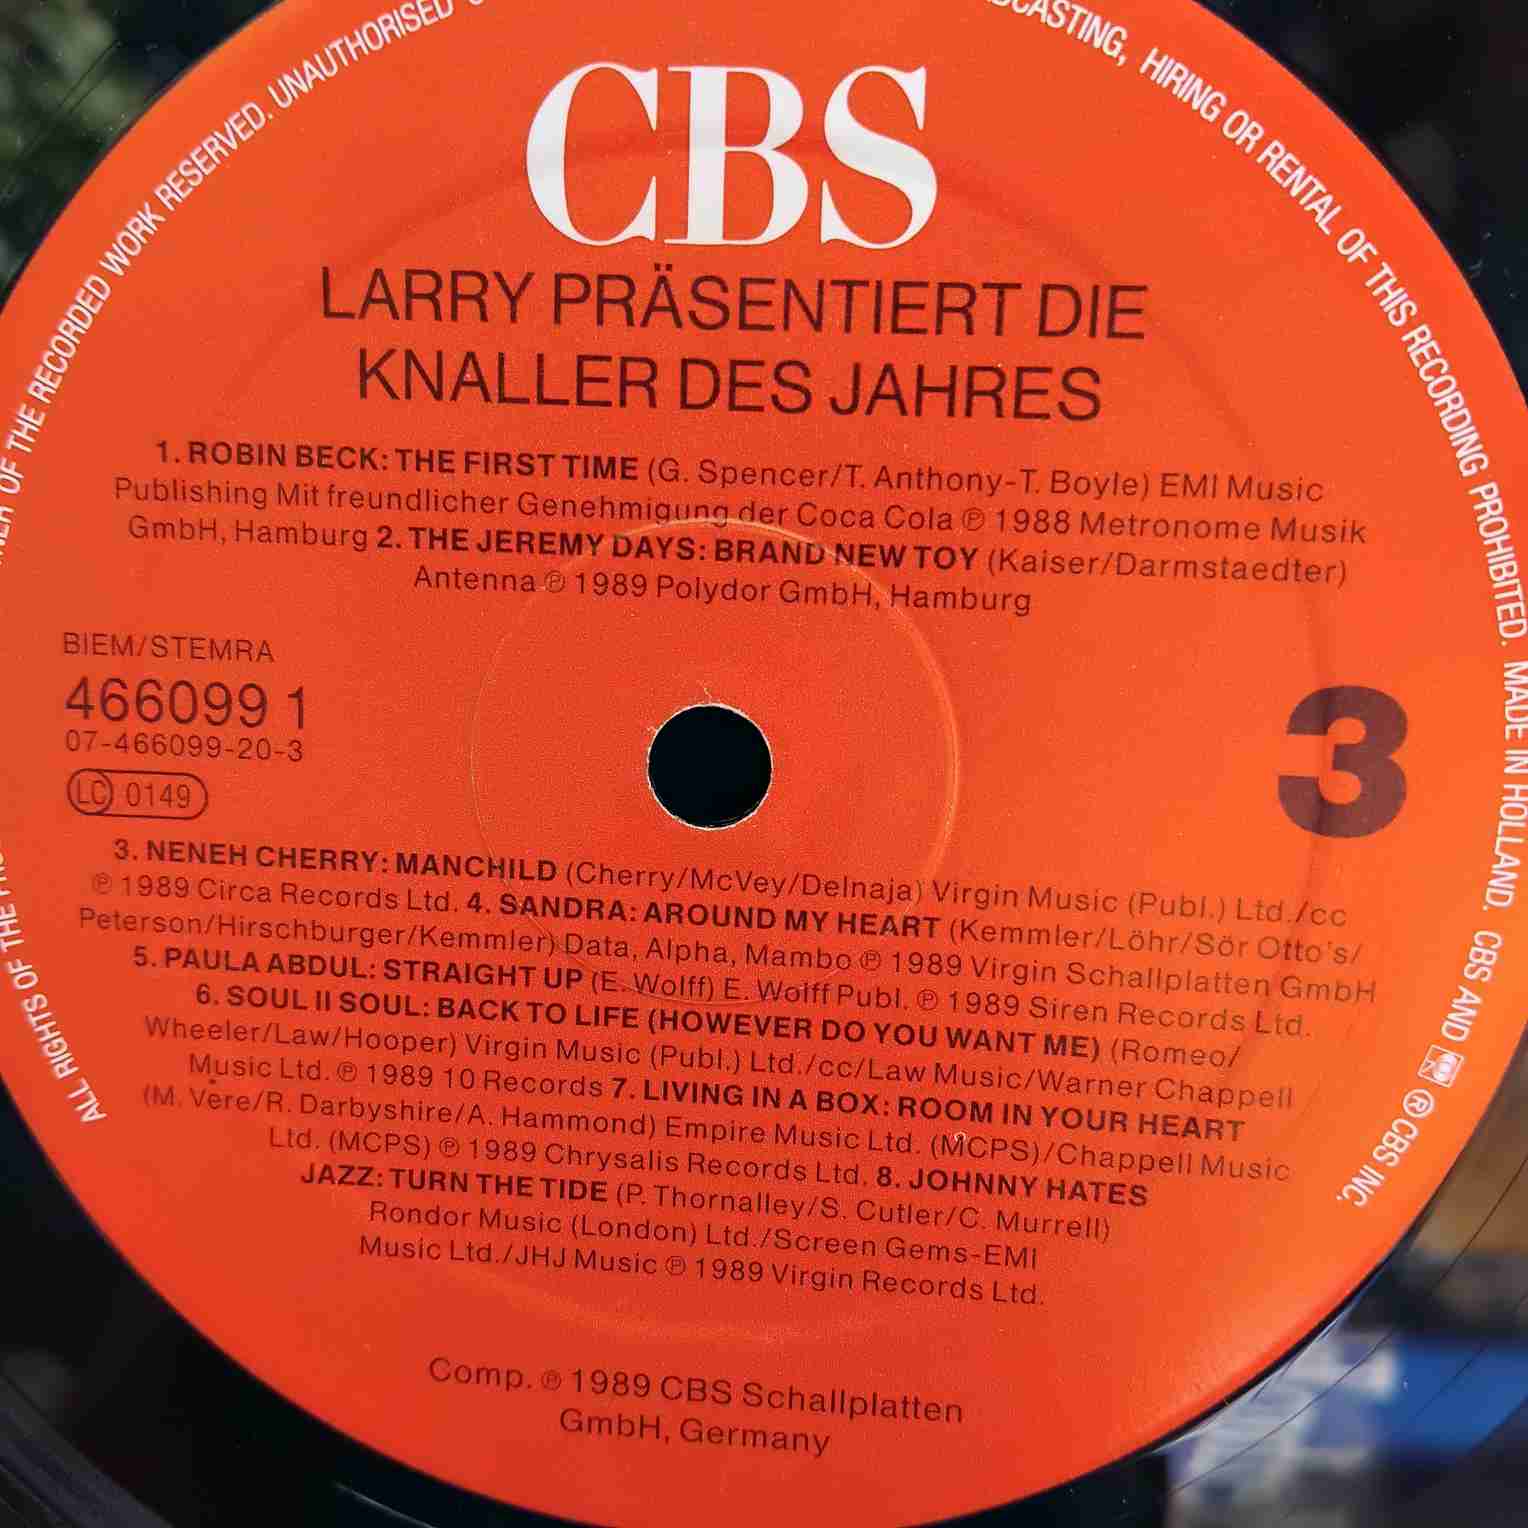 CBS
LARRY PRÄSENTIERT DIE
KNALLER DES JAHRES
1. ROBIN BECK: THE FIRST TIME (G. Spencer/T. Anthony-T. Boyle) EMI Music
Publishing Mit freundlicher Genehmigung der Coca Cola ℗ 1988 Metronome Musik
GmbH, Hamburg 2. THE JEREMY DAYS: BRAND NEW TOY (Kaiser/Darmstaedter)
Antenna ℗ 1989 Polydor GmbH, Hamburg
BIEM/STEMRA
466099 1
07-466099-20-3
LC 0149
3
3. NENEH CHERRY: MANCHILD (Cherry/McVey/Delnaja) Virgin Music (Publ.) Ltd./cc
℗ 1989 Circa Records Ltd. 4. SANDRA: AROUND MY HEART (Kemmler/Löhr/Sör Otto's/
Peterson/Hirschburger/Kemmler) Data, Alpha, Mambo ℗ 1989 Virgin Schallplatten GmbH
5. PAULA ABDUL: STRAIGHT UP (E. Wolff) E. Wolff Publ. ℗ 1989 Siren Records Ltd.
6. SOUL II SOUL: BACK TO LIFE (HOWEVER DO YOU WANT ME) (Romeo/
Wheeler/Law/Hooper) Virgin Music (Publ.) Ltd./cc/Law Music/Warner Chappell
Music Ltd. ℗ 1989 10 Records 7. LIVING IN A BOX: ROOM IN YOUR HEART
(M. Vere/R. Darbyshire/A. Hammond) Empire Music Ltd. (MCPS)/Chappell Music
Ltd. (MCPS) ℗ 1989 Chrysalis Records Ltd. 8. JOHNNY HATES
JAZZ: TURN THE TIDE (P. Thornalley/S. Cutler/C. Murrell)
Rondor Music (London) Ltd./Screen Gems-EMI
Music Ltd./JHJ Music ℗ 1989 Virgin Records Ltd.
Comp. ℗ 1989 CBS Schallplatten
GmbH, Germany
ALL RIGHTS OF THE
OF THE RECORDED WORK RESERVED. UNAUTHORISED
HIRING OR RENTAL OF THIS RECORDING PROHIBITED. MADE IN HOLLAND. CBS AND ® CBS INC.